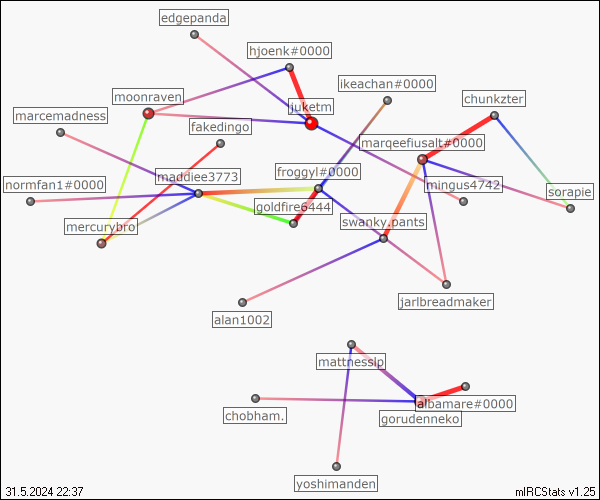 edgepanda
hjoenk#0000
ikeachan#0000
moonraven
chunkzter
juketm
marcemadness
fakedingo
marqeefiusalt#0000
maddiee3773
froggyl#0000
normfan1#0000
mingus4742
sorapie
goldfire6444
mercurybro
swanky.pants
jarlbreadmaker
alan1002
mattnessip
albamare#0000
chobham.
gorudenneko
yoshimanden
31.5.2024 22:37
mIRCStats v1.25